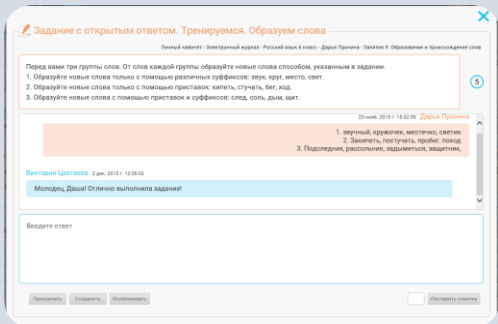 Задание с открытым ответом. Тренируемся. Образуем слова
Личный кабинет - Электронный журнал - Русский язык 6 класс - Дарья Пронина - Занятие 9. Образование и происхождение слов
Перед вами три группы слов. От слов каждой группы образуйте новые слова способом, указанным в задании.
1. Образуйте новые слова только с помощью различных суффиксов: звук, круг, место, свет.
2. Образуйте новые слова только с помощью приставок: кипеть, стучать, бег, ход.
3. Образуйте новые слова с помощью приставок и суффиксов: след, соль, дым, щит.
5
23 нояб. 2015 г. 15:52:59 Дарья Пронина
1. звучный, кружочек, местечко, светик
2. Закипеть, постучать, пробег, поход
3. Подследник, рассольник, задымиться, защитник,
Виктория Цветаева 2 дек. 2015 г. 12:56:02
Молодец, Даша! Отлично выполнила задание!
Введите ответ
Прикрепить Сохранить Опубликовать Поставить отметку